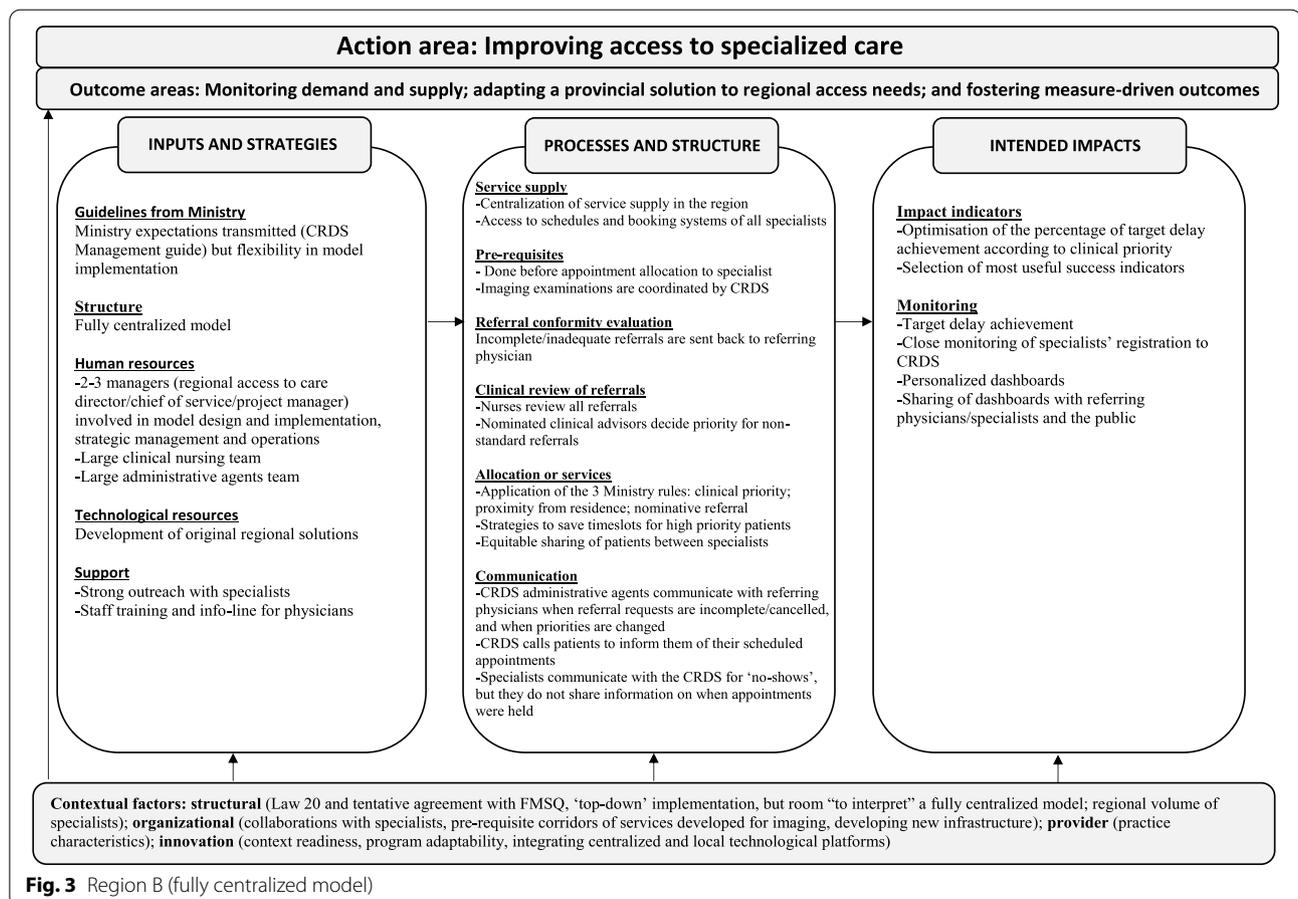 Action area: Improving access to specialized care
Outcome areas: Monitoring demand and supply; adapting a provincial solution to regional access needs; and fostering measure-driven outcomes
INPUTS AND STRATEGIES
Guidelines from Ministry
Ministry expectations transmitted (CRDS
Management guide) but flexibility in model
implementation
Structure
Fully centralized model
Human resources
-2-3 managers (regional access to care
director/chief of service/project manager)
involved in model design and implementation,
strategic management and operations
-Large clinical nursing team
-Large administrative agents team
Technological resources
Development of original regional solutions
Support
-Strong outreach with specialists
-Staff training and info-line for physicians
PROCESSES AND STRUCTURE
Service supply
-Centralization of service supply in the region
-Access to schedules and booking systems of all specialists
Pre-requisites
- Done before appointment allocation to specialist
-Imaging examinations are coordinated by CRDS
Referral conformity evaluation
Incomplete/inadequate referrals are sent back to referring
physician
Clinical review of referrals
-Nurses review all referrals
-Nominated clinical advisors decide priority for non-
standard referrals
Allocation or services
-Application of the 3 Ministry rules: clinical priority;
proximity from residence; nominative referral
-Strategies to save timeslots for high priority patients
-Equitable sharing of patients between specialists
Communication
-CRDS administrative agents communicate with referring
physicians when referral requests are incomplete/cancelled,
and when priorities are changed
-CRDS calls patients to inform them of their scheduled
appointments
-Specialists communicate with the CRDS for ‘no-shows’,
but they do not share information on when appointments
were held
INTENDED IMPACTS
Impact indicators
-Optimisation of the percentage of target delay
achievement according to clinical priority
-Selection of most useful success indicators
Monitoring
-Target delay achievement
-Close monitoring of specialists’ registration to
CRDS
-Personalized dashboards
-Sharing of dashboards with referring
physicians/specialists and the public
Contextual factors: structural (Law 20 and tentative agreement with FMSQ, ‘top-down’ implementation, but room “to interpret” a fully centralized model; regional volume of
specialists); organizational (collaborations with specialists, pre-requisite corridors of services developed for imaging, developing new infrastructure); provider (practice
characteristics); innovation (context readiness, program adaptability, integrating centralized and local technological platforms)
Fig. 3 Region B (fully centralized model)